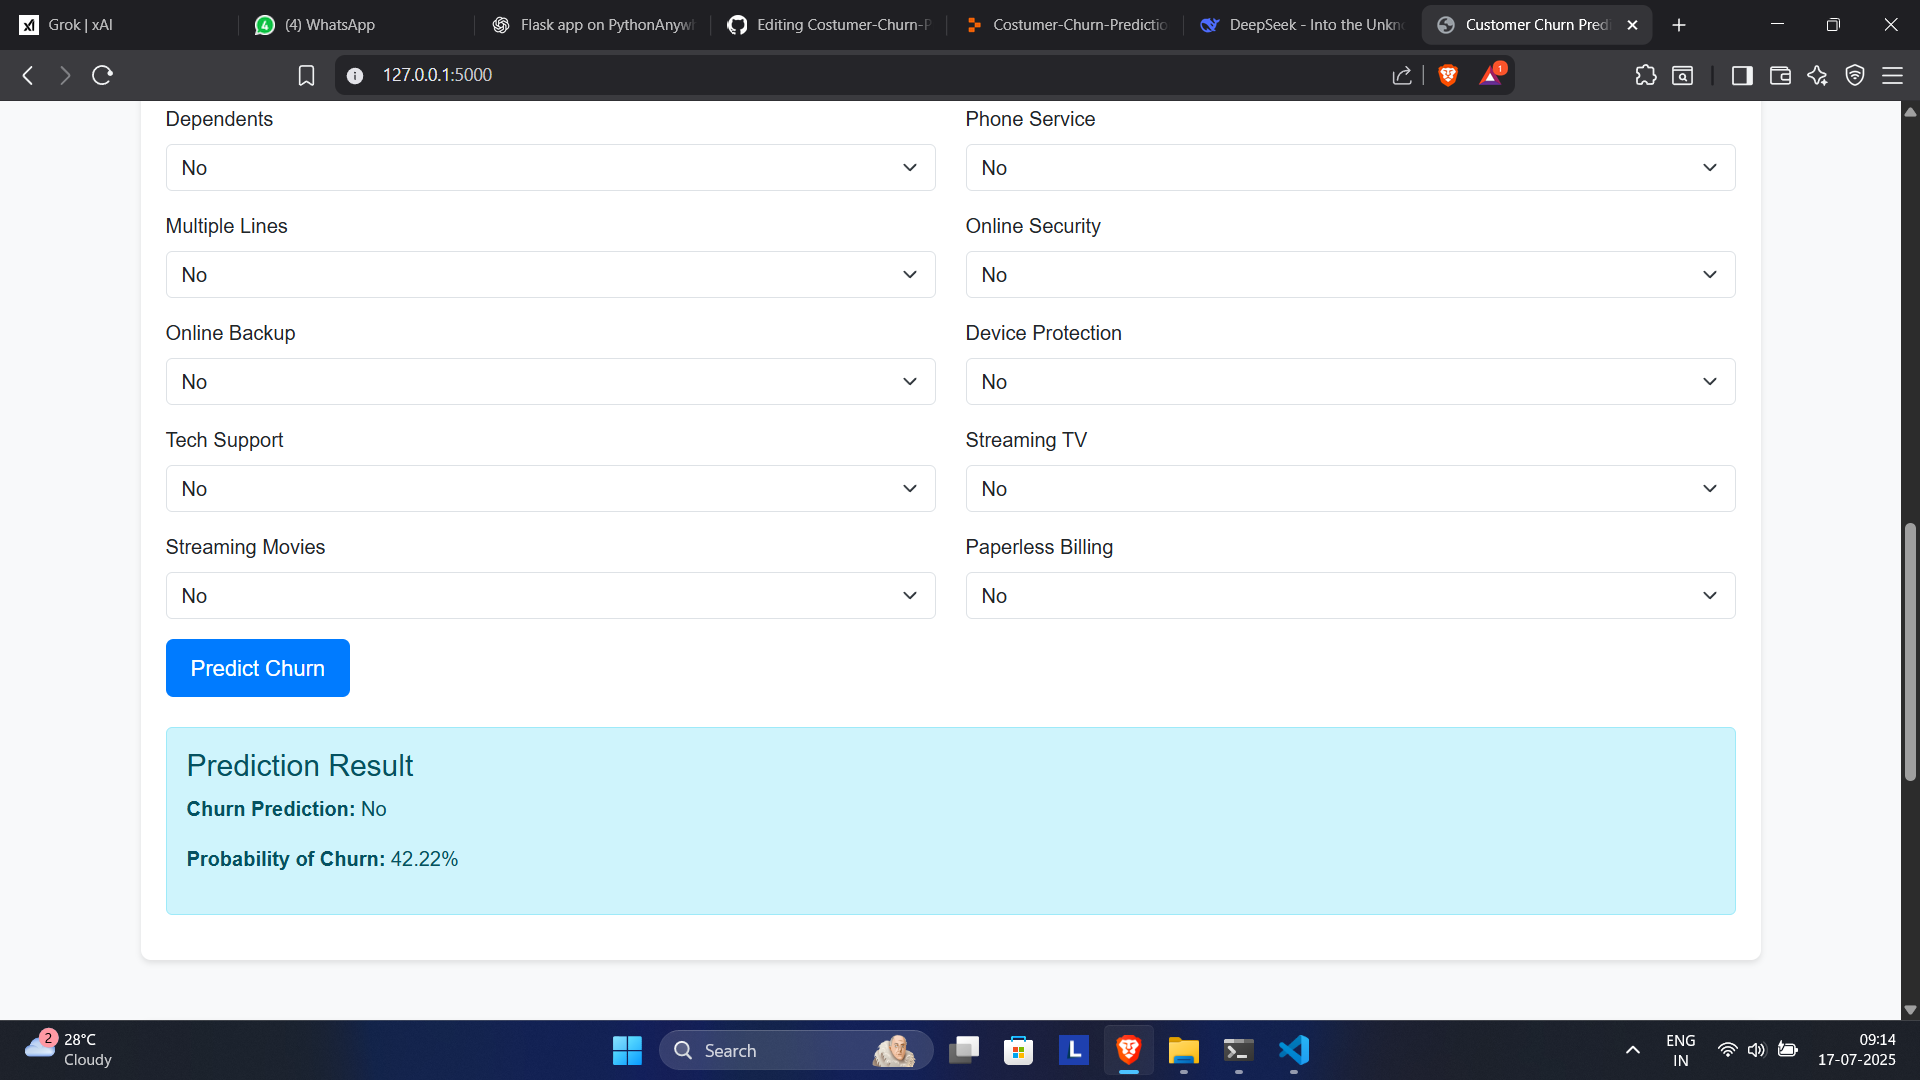 Grok | xAI
(4) WhatsApp
Flask app on PythonAnyw
Editing Costumer-Churn-P
Costumer-Churn-Predictio
DeepSeek - Into the Unkn
Customer Churn Pred
127.0.0.1:5000
1
Dependents
Phone Service
No
No
Multiple Lines
Online Security
No
No
Online Backup
Device Protection
No
No
Tech Support
Streaming TV
No
No
Streaming Movies
Paperless Billing
No
No
Predict Churn
Prediction Result
Churn Prediction: No
Probability of Churn: 42.22%
2
28°C
Cloudy
Search
L
ENG
IN
09:14
17-07-2025